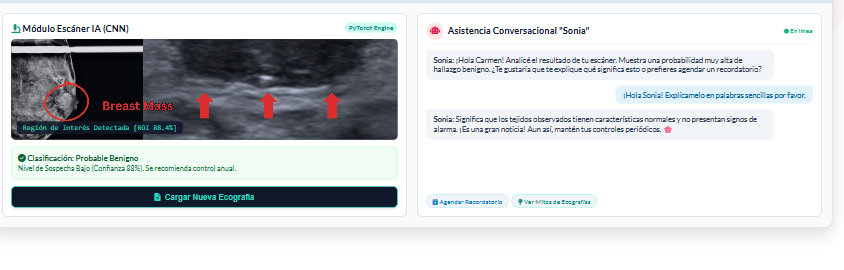 Módulo Escáner IA (CNN)
PyTorch Engine
Breast Mass
Región de Interés Detectada [ROI 88.4%]
Clasificación: Probable Benigno
Nivel de Sospecha Bajo (Confianza 88%). Se recomienda control anual.
Cargar Nueva Ecografía
Asistencia Conversacional "Sonia"
En línea
Sonia: ¡Hola Carmen! Analicé el resultado de tu escáner. Muestra una probabilidad muy alta de
hallazgo benigno. ¿Te gustaría que te explique qué significa esto o prefieres agendar un recordatorio?
¡Hola Sonia! Explícamelo en palabras sencillas por favor.
Sonia: Significa que los tejidos observados tienen características normales y no presentan signos de
alarma. ¡Es una gran noticia! Aun así, mantén tus controles periódicos.
Agendar Recordatorio
Ver Mitos de Ecografías